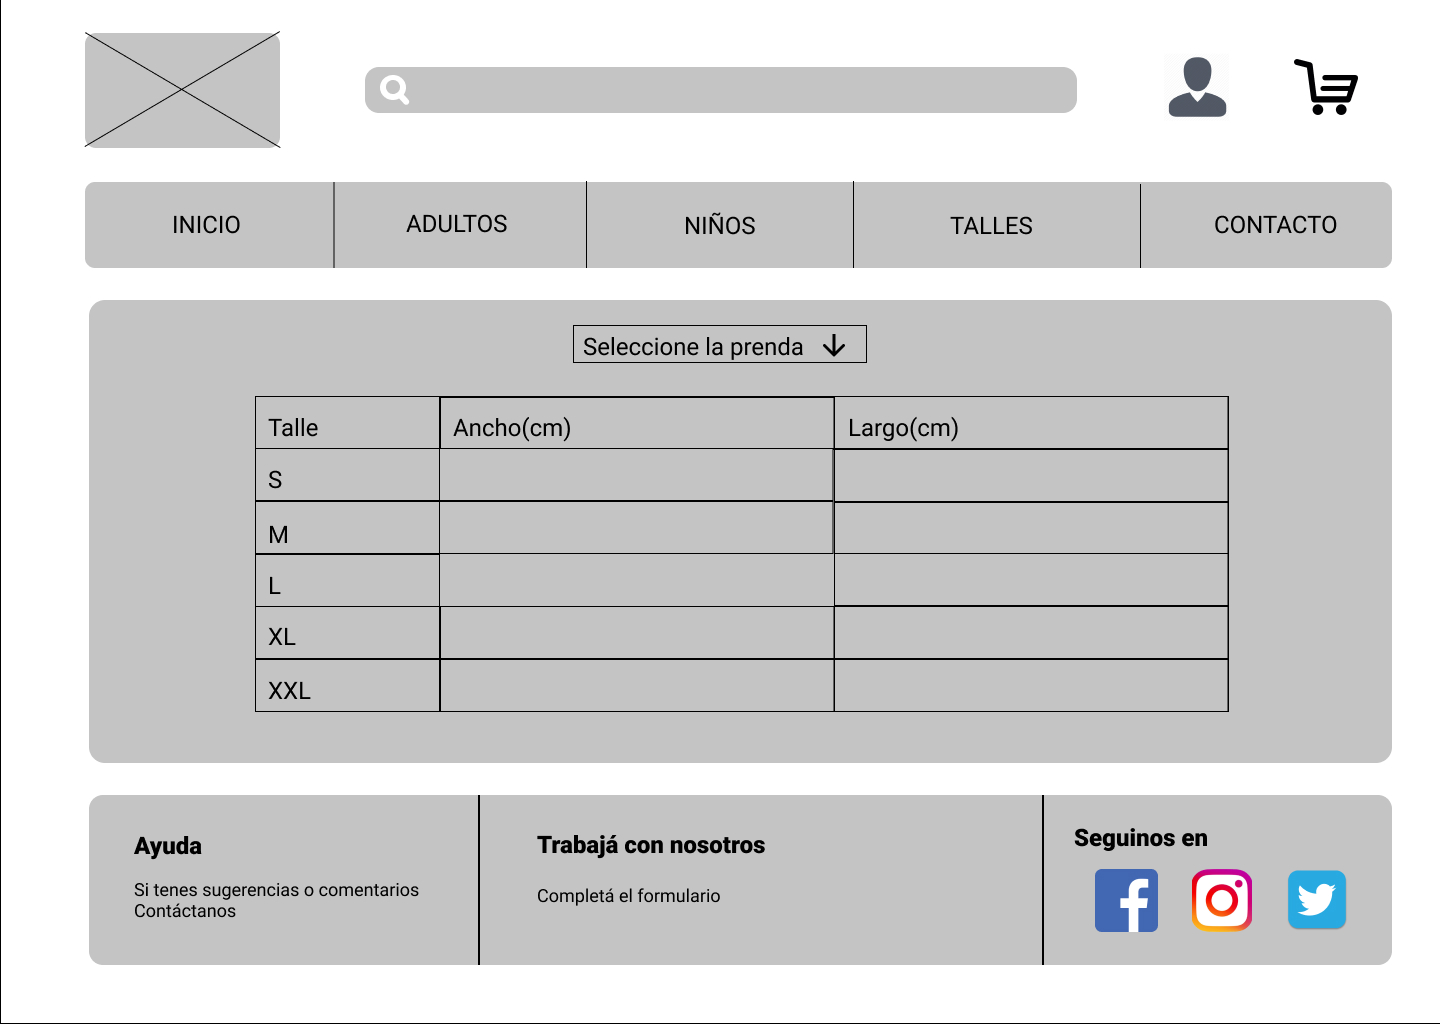 INICIO
ADULTOS
NIÑOS
TALLES
CONTACTO
Seleccione la prenda
Talle
Ancho(cm)
Largo(cm)
S
M
L
XL
XXL
Ayuda
Si tenes sugerencias o comentarios
Contáctanos
Trabajá con nosotros
Completá el formulario
Seguinos en